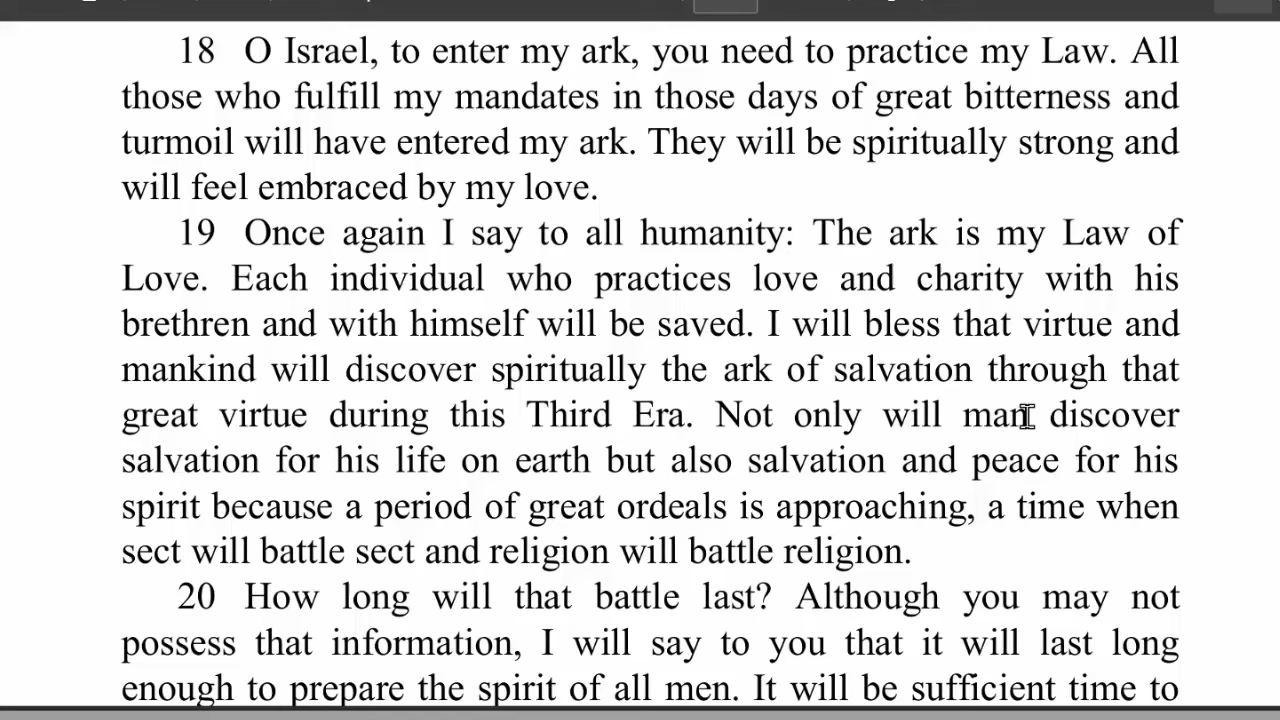 18 O Israel, to enter my ark, you need to practice my Law. All
those who fulfill my mandates in those days of great bitterness and
turmoil will have entered my ark. They will be spiritually strong and
will feel embraced by my love.
19 Once again I say to all humanity: The ark is my Law of
Love. Each individual who practices love and charity with his
brethren and with himself will be saved. I will bless that virtue and
mankind will discover spiritually the ark of salvation through that
great virtue during this Third Era. Not only will man discover
salvation for his life on earth but also salvation and peace for his
spirit because a period of great ordeals is approaching, a time when
sect will battle sect and religion will battle religion.
20 How long will that battle last? Although you may not
possess that information, I will say to you that it will last long
enough to prepare the spirit of all men. It will be sufficient time to